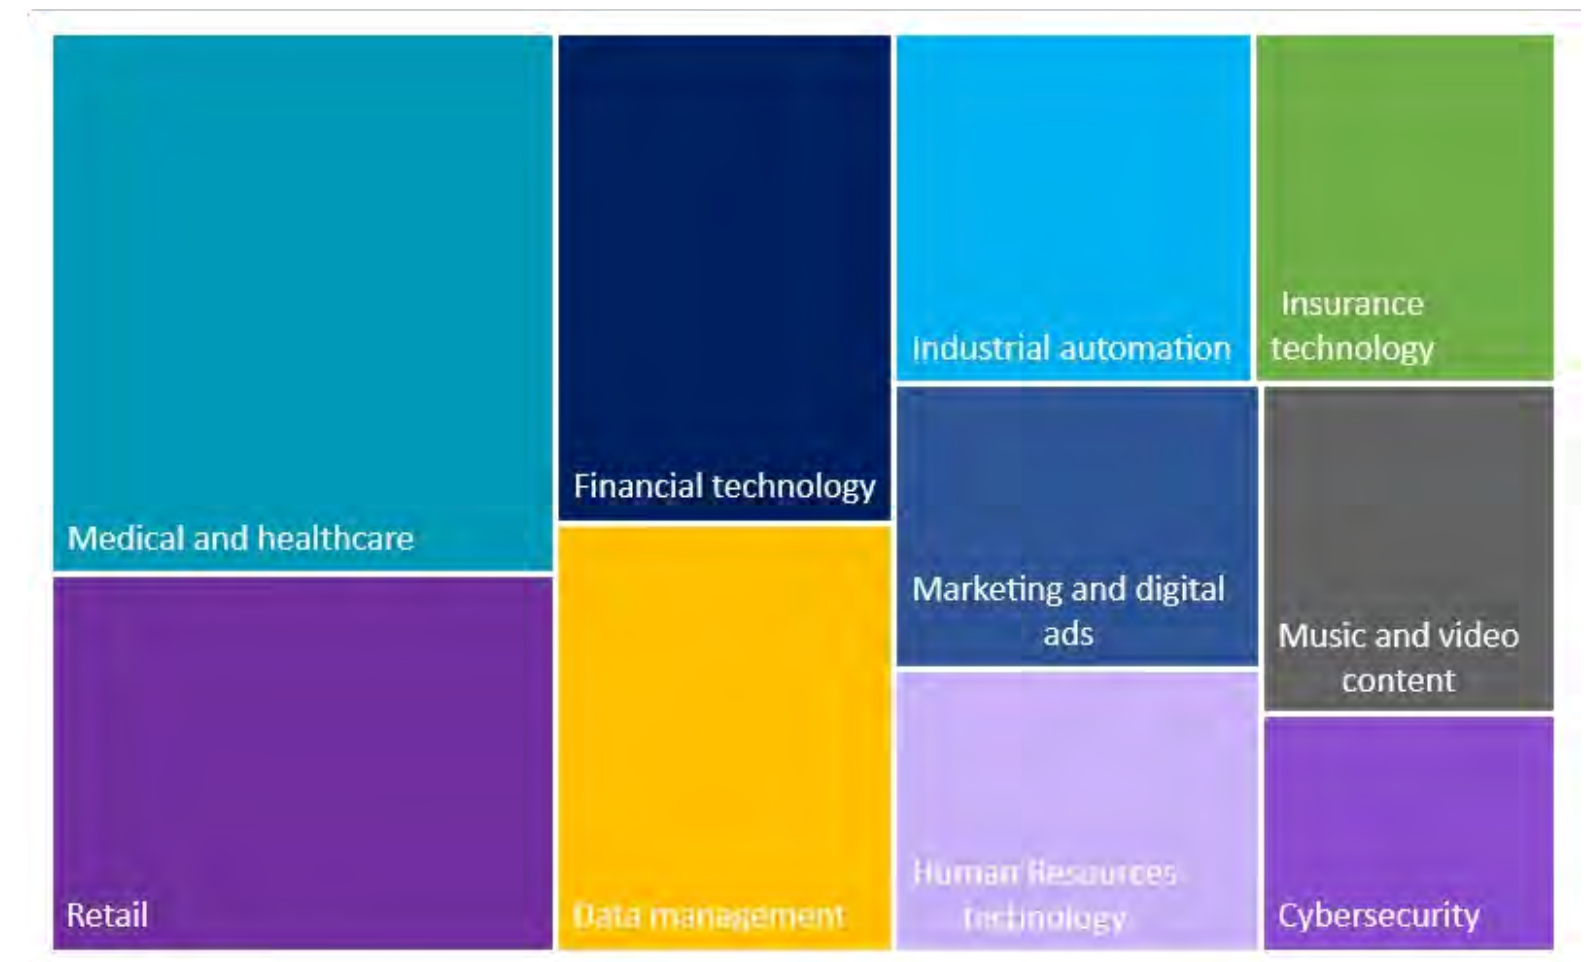 Medical and healthcare
Retail
Financial technology
Data management
Industrial automation
Insurance
technology
Marketing and digital
ads
Music and video
content
Human Resources
technology
Cybersecurity